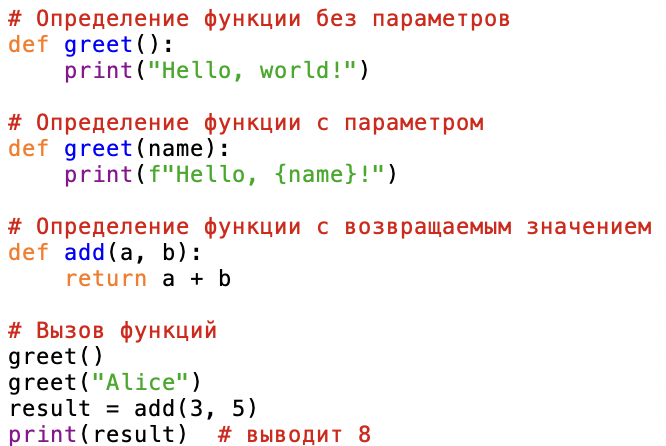 # Определение функции без параметров
def greet():
    print("Hello, world!")

# Определение функции с параметром
def greet(name):
    print(f"Hello, {name}!")

# Определение функции с возвращаемым значением
def add(a, b):
    return a + b

# Вызов функций
greet()
greet("Alice")
result = add(3, 5)
print(result)  # выводит 8